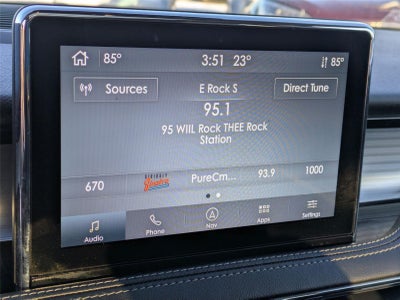 85° 3:51 23° 85°
Sources E Rock S Direct Tune
95.1
95 WIIL Rock THEE Rock
Station
670 PureCm... 93.9 1000
Audio Phone Nav Apps Settings